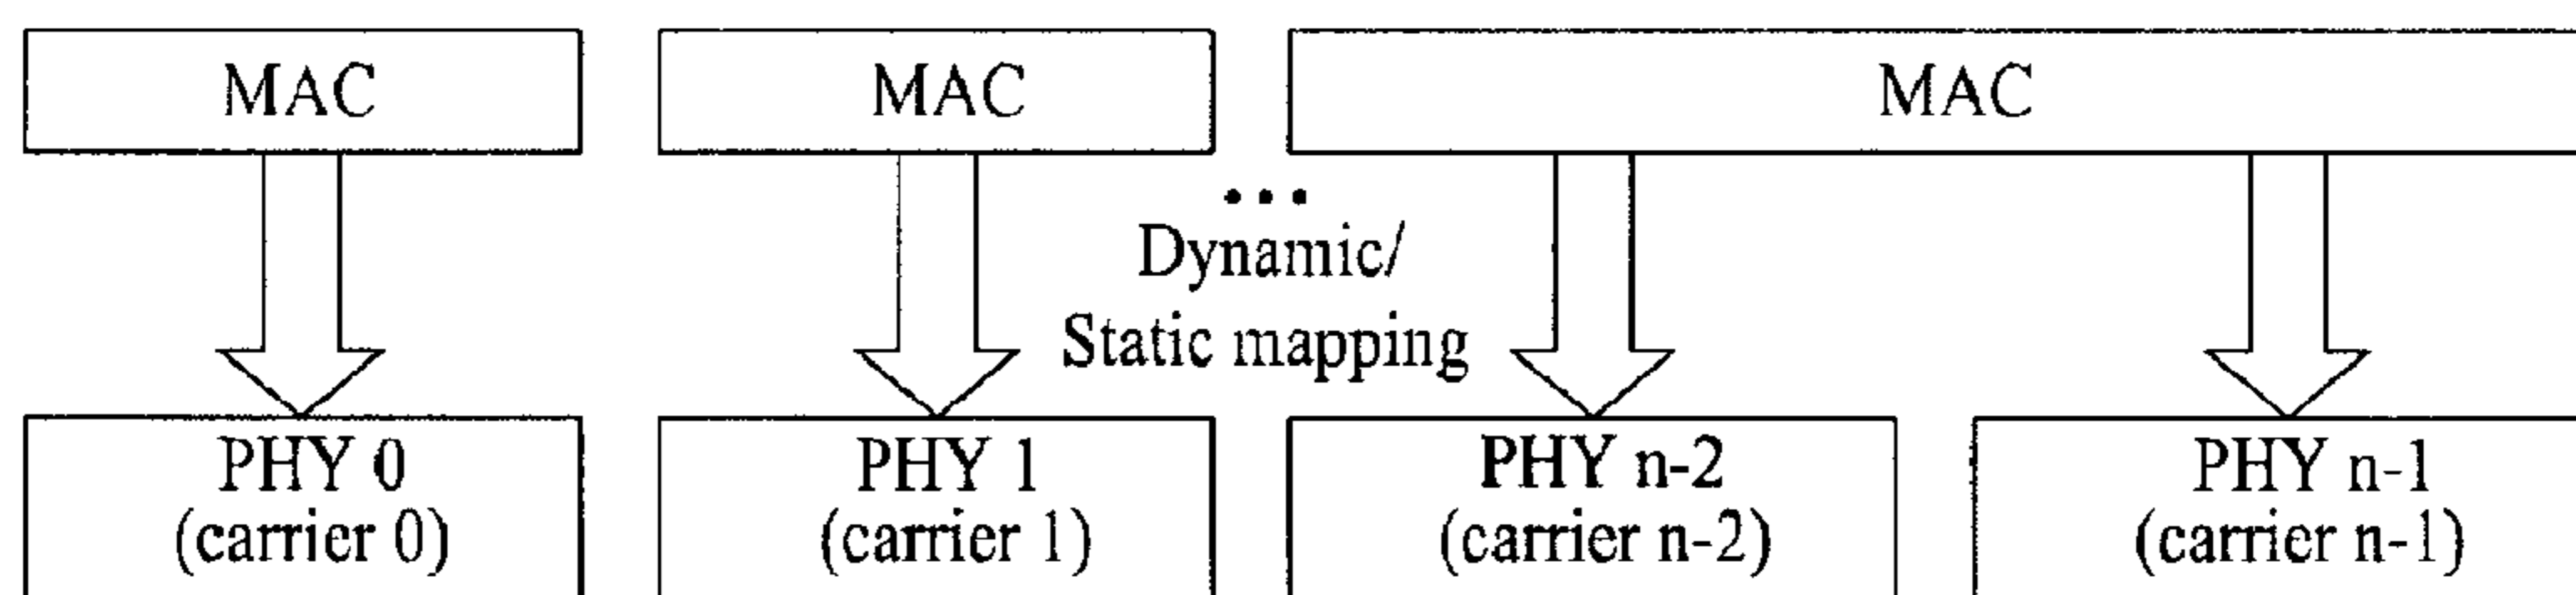 MAC
MAC
MAC
...
Dynamic/
Static mapping
PHY 0
(carrier 0)
PHY 1
(carrier 1)
PHY n-2
(carrier n-2)
PHY n-1
(carrier n-1)